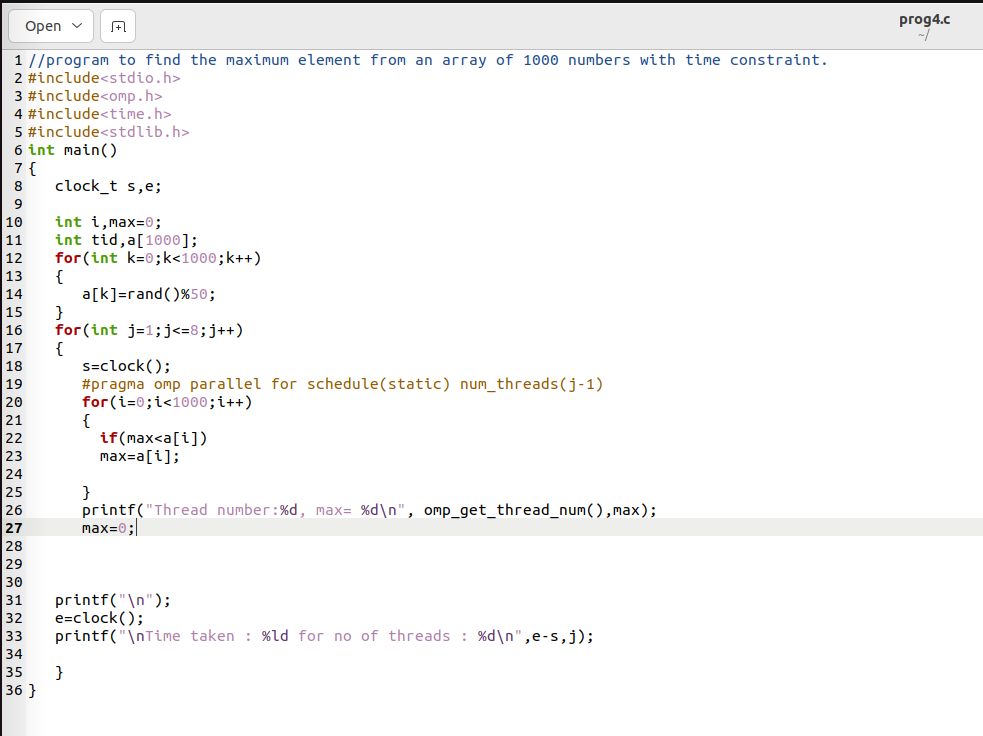 Open
prog4.c
~/
1 //program to find the maximum element from an array of 1000 numbers with time constraint.
2 #include<stdio.h>
3 #include<omp.h>
4 #include<time.h>
5 #include<stdlib.h>
6 int main()
7 {
8    clock_t s,e;
9
10    int i,max=0;
11    int tid,a[1000];
12    for(int k=0;k<1000;k++)
13    {
14       a[k]=rand()%50;
15    }
16    for(int j=1;j<=8;j++)
17    {
18       s=clock();
19       #pragma omp parallel for schedule(static) num_threads(j-1)
20       for(i=0;i<1000;i++)
21       {
22         if(max<a[i])
23         max=a[i];
24
25       }
26       printf("Thread number:%d, max= %d\n", omp_get_thread_num(),max);
27       max=0;
28
29
30
31    printf("\n");
32    e=clock();
33    printf("\nTime taken : %ld for no of threads : %d\n",e-s,j);
34
35    }
36 }